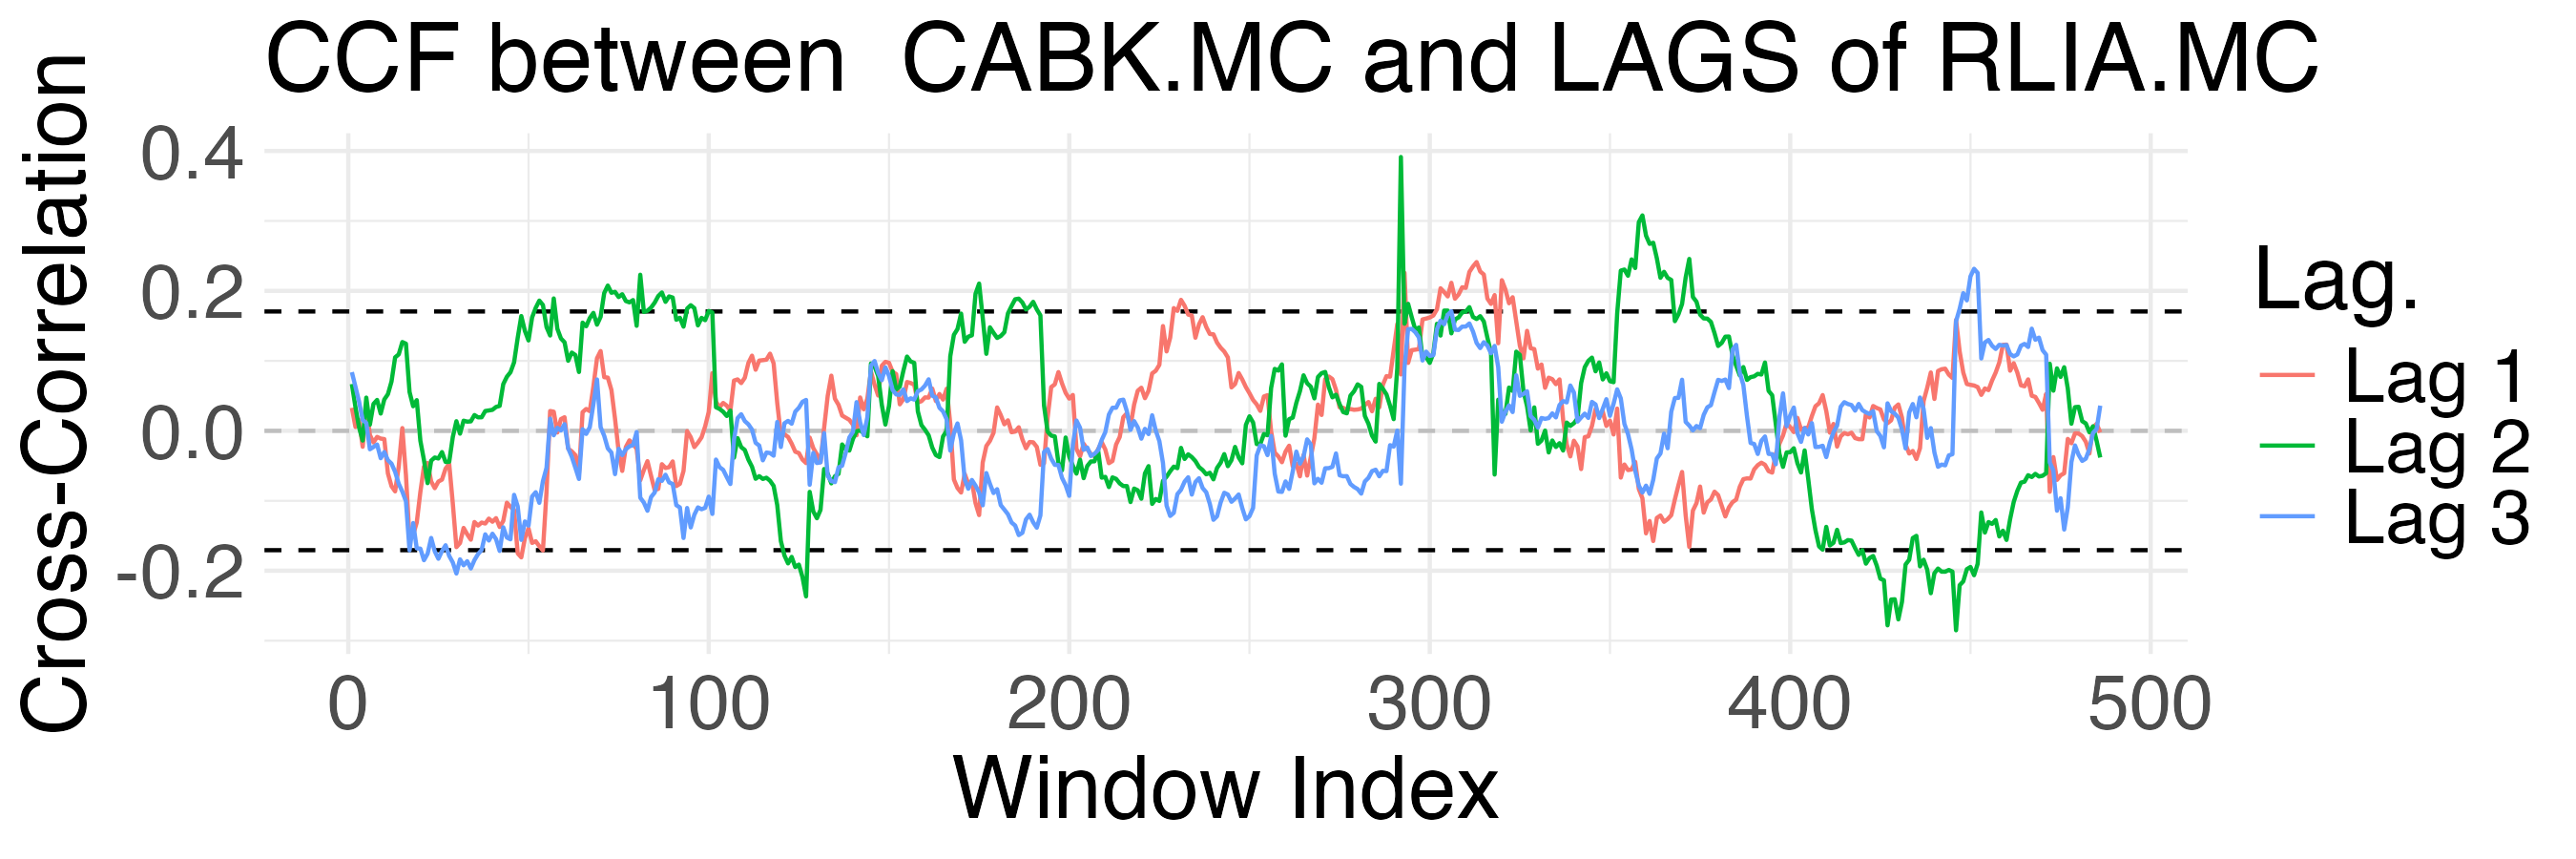 CCF between  CABK.MC and LAGS of RLIA.MC
Cross-Correlation
0.4
0.2
0.0
-0.2
0 100 200 300 400 500
Window Index
Lag.
Lag 1
Lag 2
Lag 3